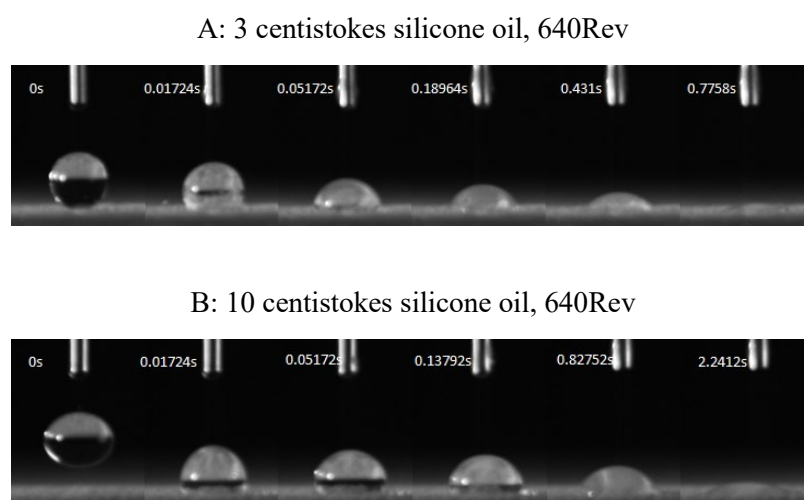 A: 3 centistokes silicone oil, 640Rev
0s 0.01724s 0.05172s 0.18964s 0.431s 0.7758s
B: 10 centistokes silicone oil, 640Rev
0s 0.01724s 0.05172s 0.13792s 0.82752s 2.2412s